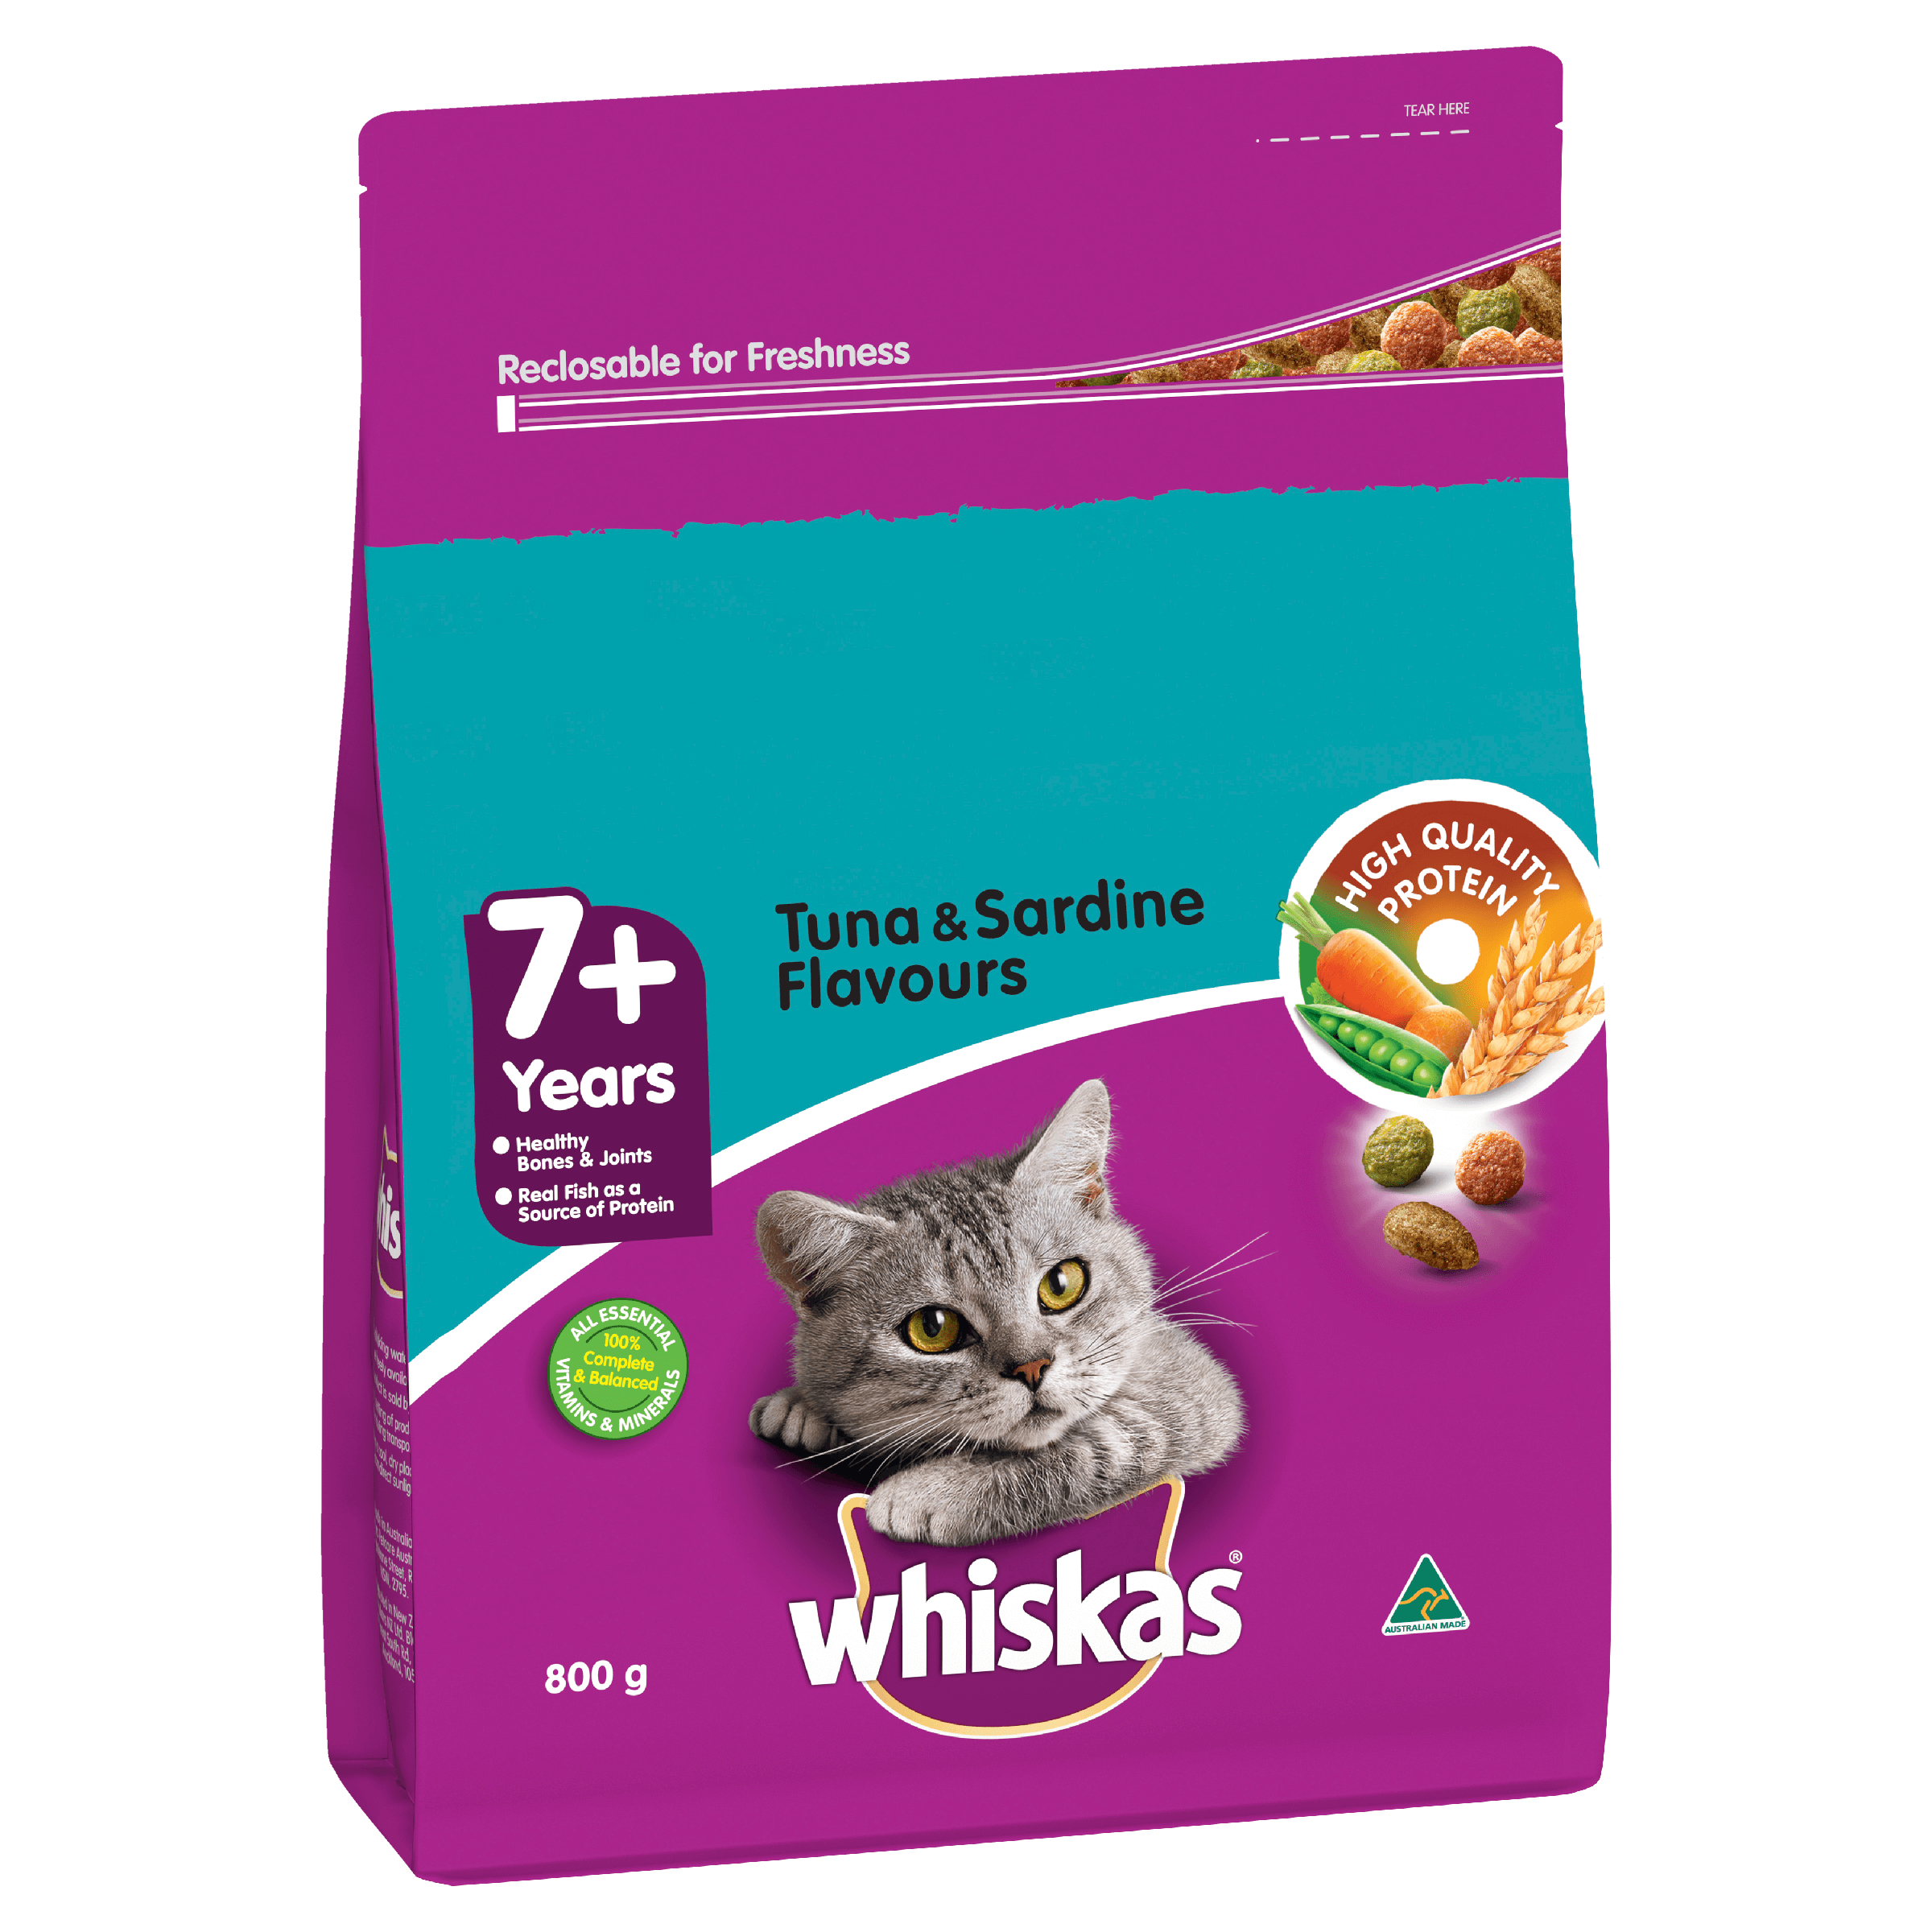 TEAR HERE
Reclosable for Freshness
HIGH QUALITY
PROTEIN
7+
Years
Healthy
Bones & Joints
Real Fish as a
Source of Protein
Tuna & Sardine
Flavours
ALL ESSENTIAL
100%
Complete
& Balanced
VITAMINS & MINERALS
whiskas®
800 g
AUSTRALIAN MADE